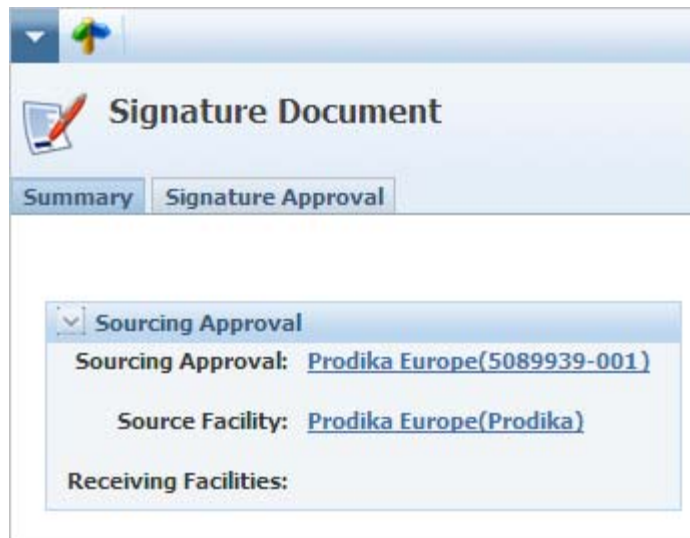 Signature Document
Summary Signature Approval
Sourcing Approval
Sourcing Approval: Prodika Europe(5089939-001)
Source Facility: Prodika Europe(Prodika)
Receiving Facilities: